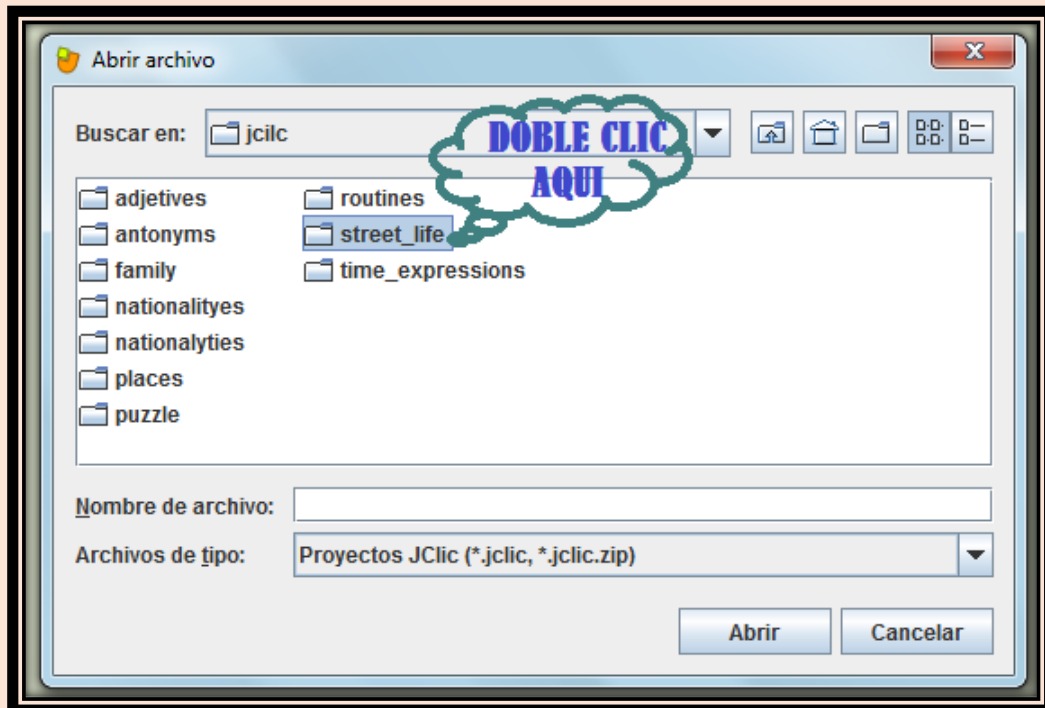 Abrir archivo
Buscar en: jcilc
DOBLE CLIC
AQUI
adjetives
antonyms
family
nationalityes
nationalyties
places
puzzle
routines
street_life
time_expressions
Nombre de archivo:
Archivos de tipo: Proyectos JClic (*.jclic, *.jclic.zip)
Abrir Cancelar